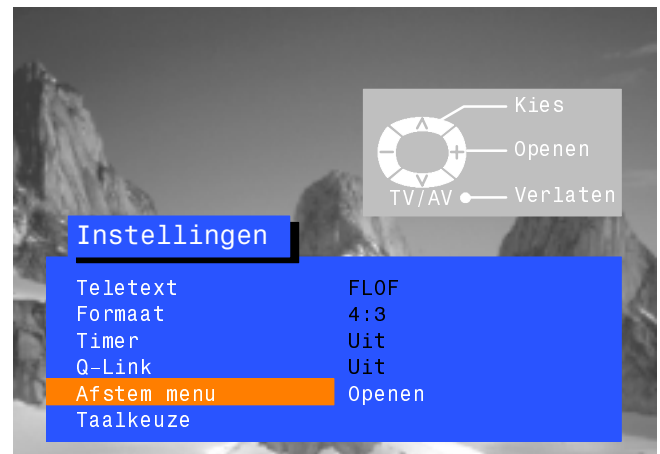 Kies
Openen
TV/AV Verlaten
Instellingen
Teletext FLOF
Formaat 4:3
Timer Uit
Q-Link Uit
Afstem menu Openen
Taalkeuze